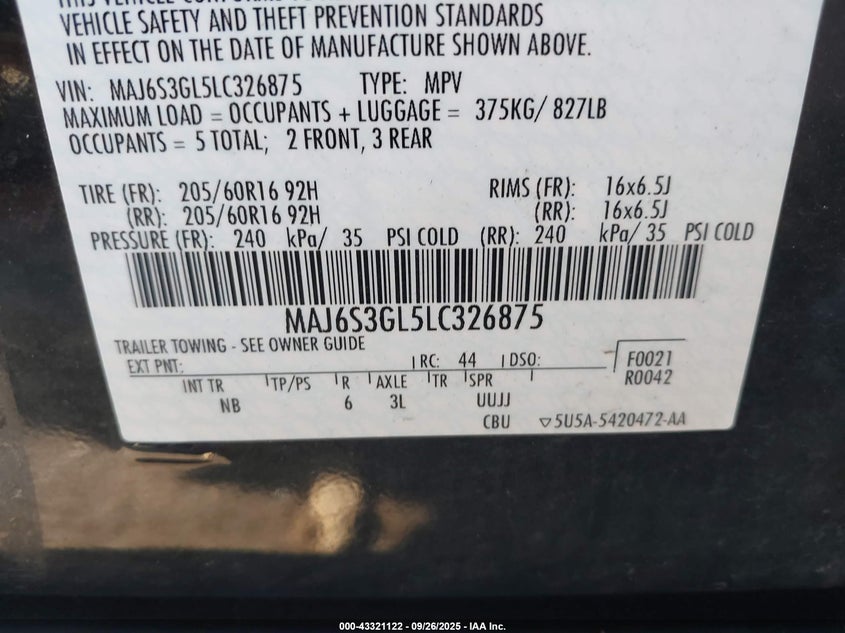 VEHICLE SAFETY AND THEFT PREVENTION STANDARDS
IN EFFECT ON THE DATE OF MANUFACTURE SHOWN ABOVE.
VIN: MAJ6S3GL5LC326875 TYPE: MPV
MAXIMUM LOAD = OCCUPANTS + LUGGAGE = 375KG/ 827LB
OCCUPANTS = 5 TOTAL; 2 FRONT, 3 REAR
TIRE (FR): 205/60R16 92H RIMS (FR): 16x6.5J
(RR): 205/60R16 92H (RR): 16x6.5J
PRESSURE (FR): 240 kPa/ 35 PSI COLD (RR): 240 kPa/ 35 PSI COLD
MAJ6S3GL5LC326875
TRAILER TOWING - SEE OWNER GUIDE
EXT PNT: RC: 44 DSO: F0021
R0042
INT TR TP/PS R AXLE TR SPR
NB 6 3L UUJJ
CBU ▽5U5A-5420472-AA
000-43321122 - 09/26/2025 - IAA Inc.